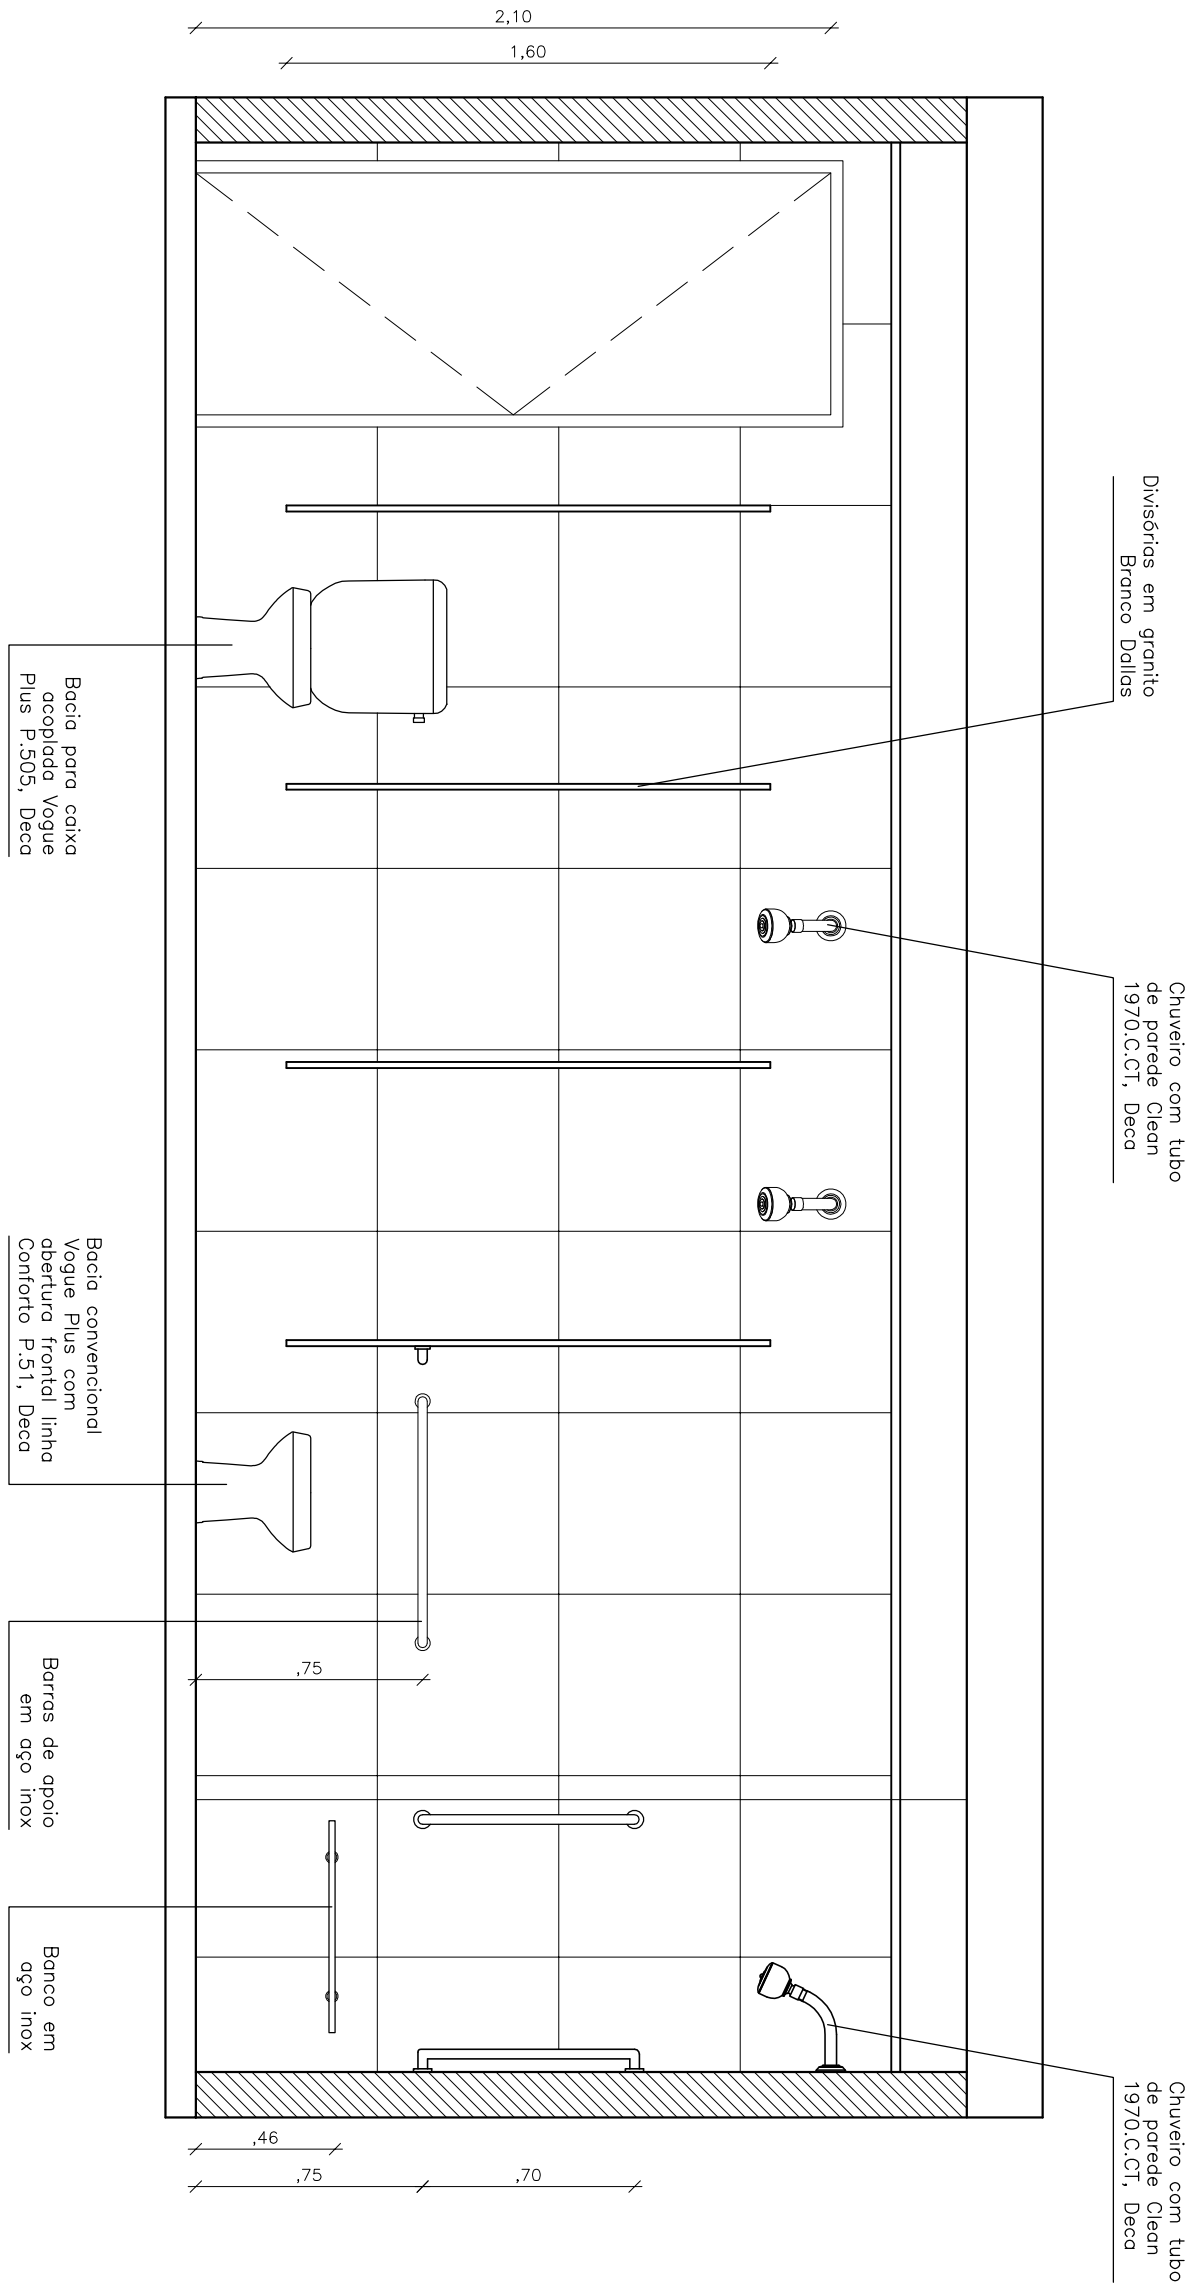 2,10
1,60
Divisórias em granito
Branco Dallas
Chuveiro com tubo
de parede Clean
1970.C.CT, Deca
Chuveiro com tubo
de parede Clean
1970.C.CT, Deca
Bacia para caixa
acoplada Vogue
Plus P.505, Deca
Bacia convencional
Vogue Plus com
abertura frontal linha
Conforto P.51, Deca
,75
Barras de apoio
em aço inox
Banco em
aço inox
,46
,75
,70